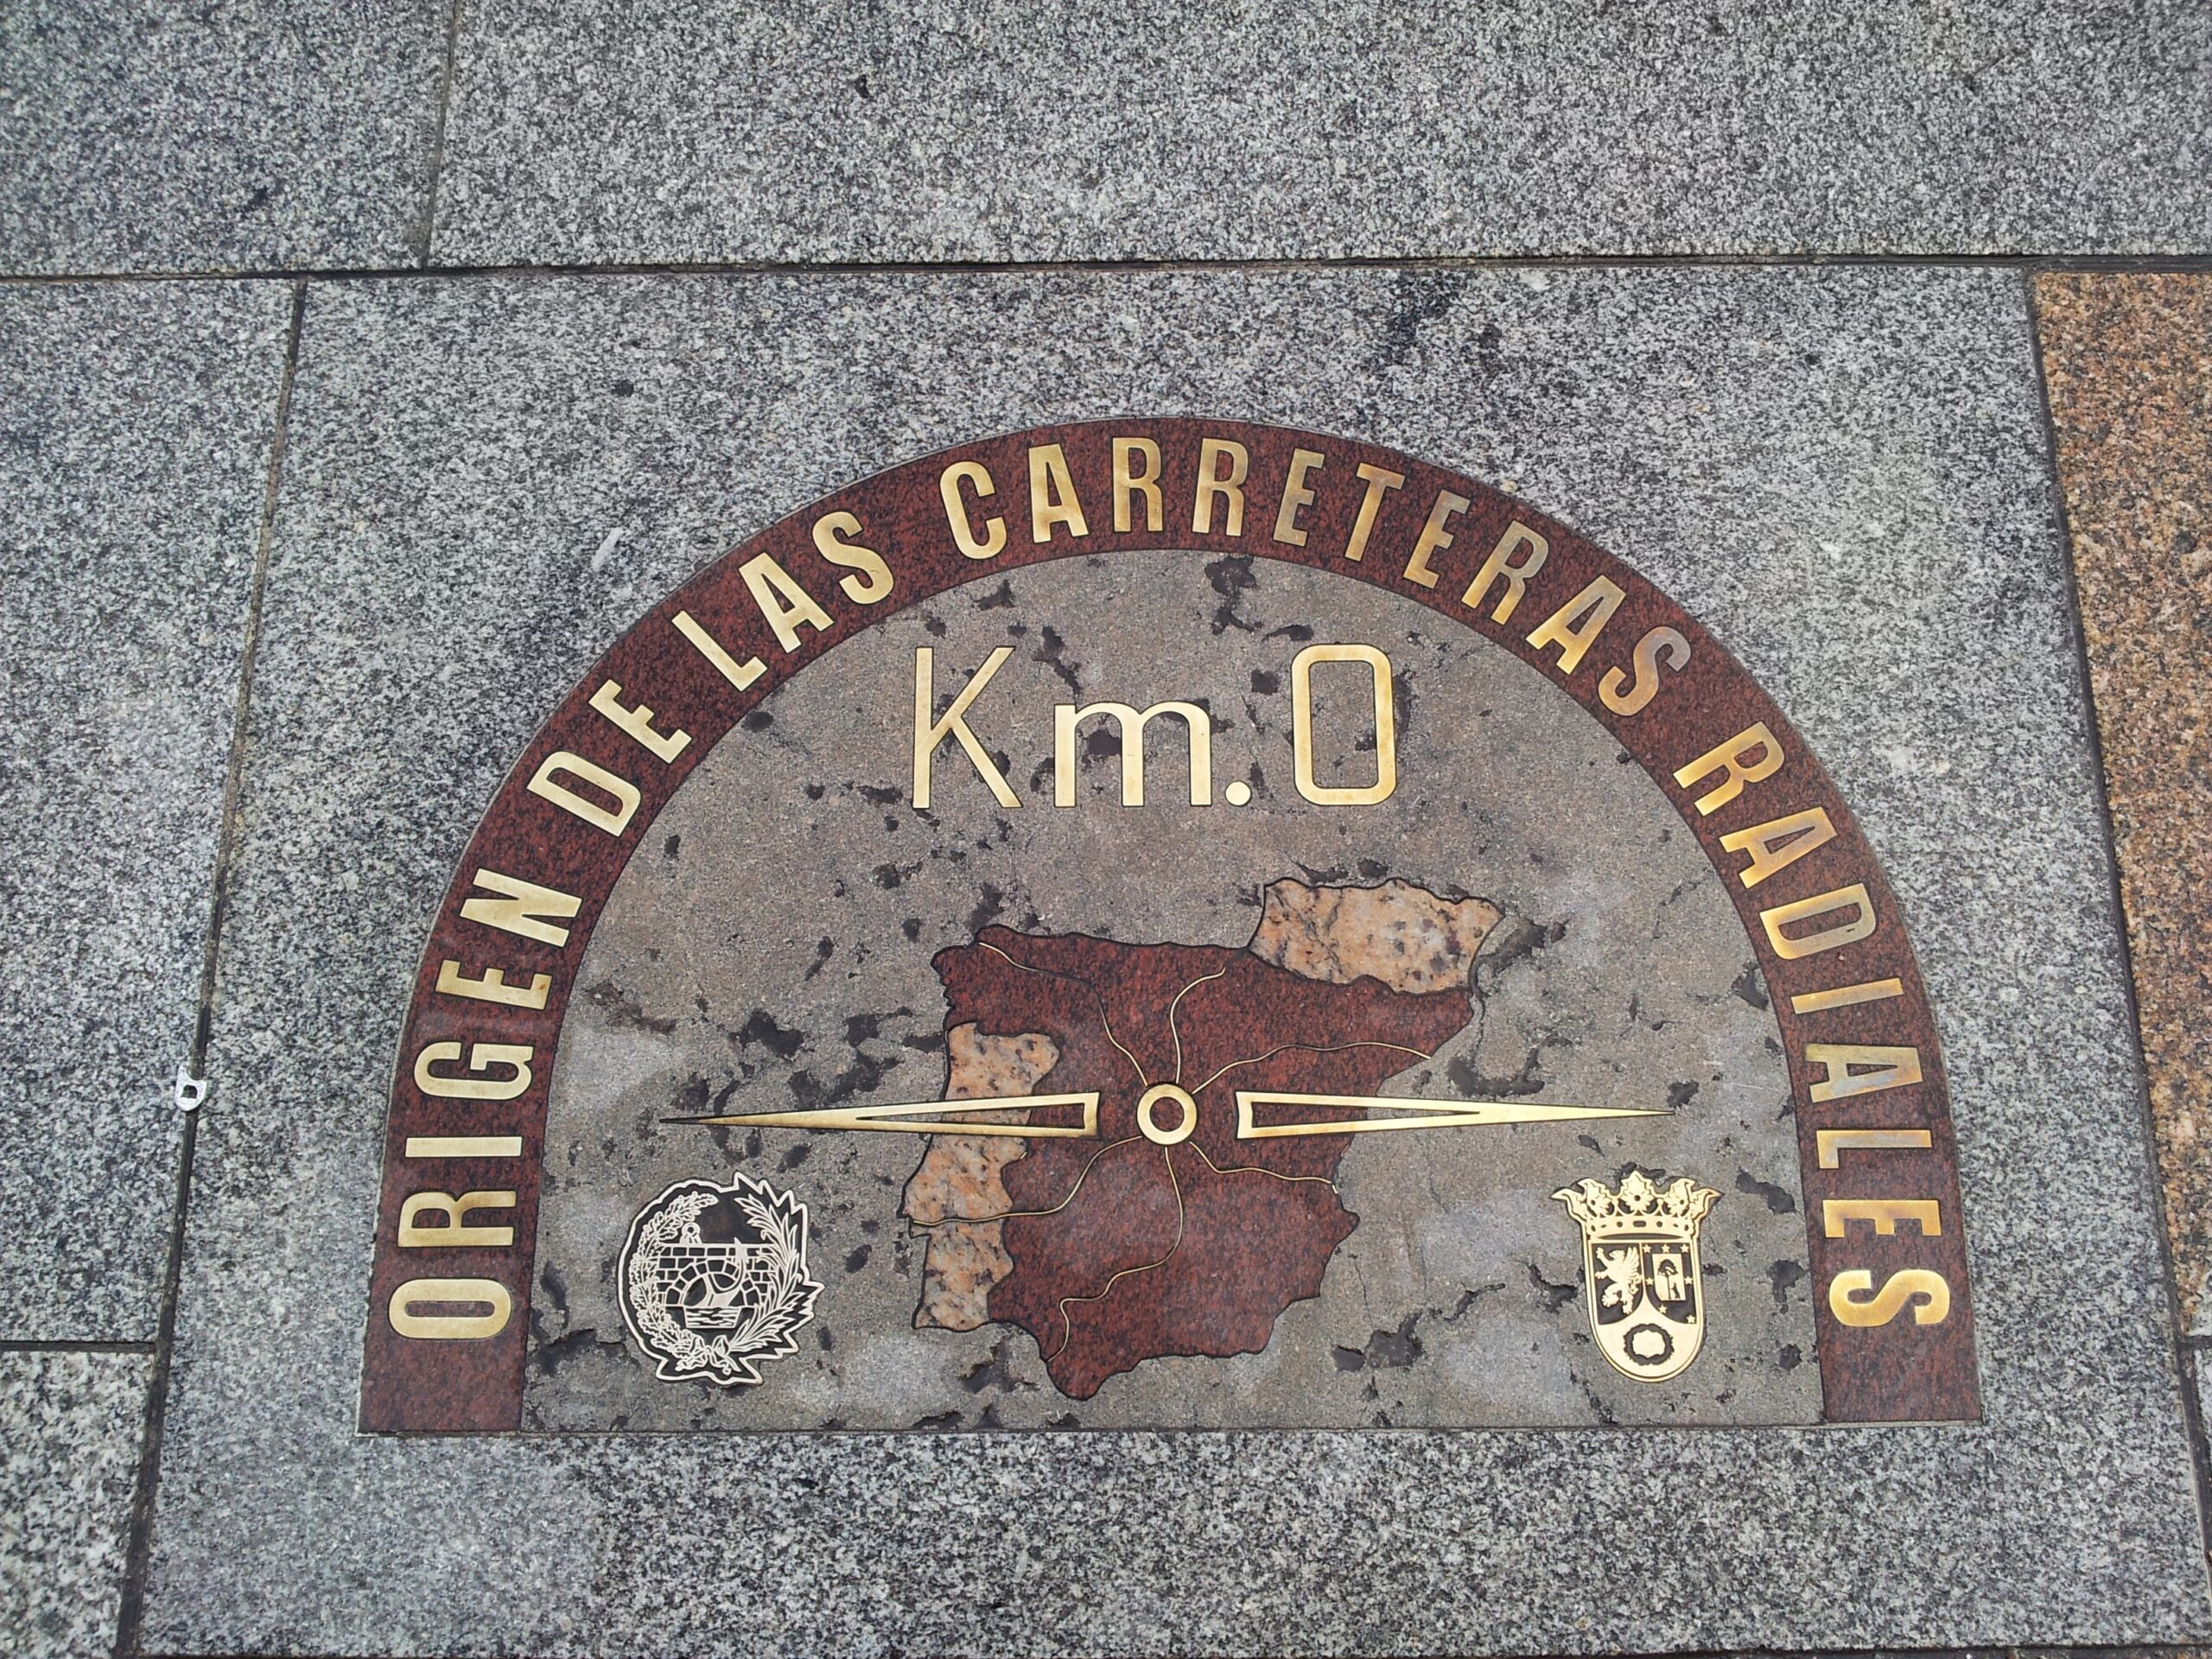 ORIGEN DE LAS CARRETERAS RADIALES
Km.0